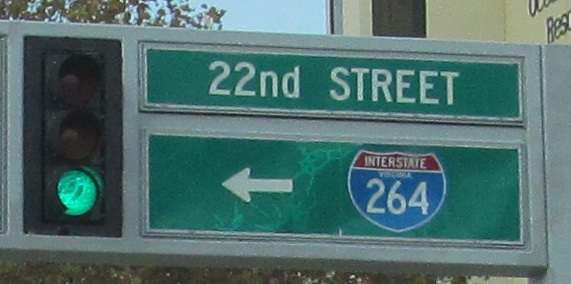 22nd STREET
INTERSTATE
VIRGINIA
264